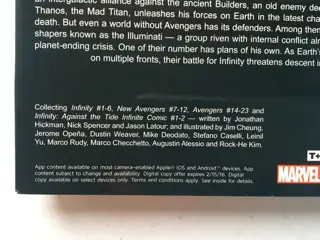 an intergalactic alliance against the ancient Builders, an old enemy de
Thanos, the Mad Titan, unleashes his forces on Earth in the latest cha
death. But even a world without Avengers has its defenders. Among them
shapers known as the Illuminati — a group riven with internal conflict al
planet-ending crisis. One of their number has plans of his own. As Earth's
on multiple fronts, their battle for Infinity threatens descent in
Collecting Infinity #1-6, New Avengers #7-12, Avengers #14-23 and
Infinity: Against the Tide Infinite Comic #1-2 — written by Jonathan
Hickman, Nick Spencer and Jason Latour; and illustrated by Jim Cheung,
Jerome Opeña, Dustin Weaver, Mike Deodato, Stefano Caselli, Leinil
Yu, Marco Rudy, Marco Checchetto, Augustin Alessio and Rock-He Kim.
App content available on most camera-enabled Apple® iOS and Android™ devices. App
content subject to change and availability. Digital copy offer expires 2/15/16. Digital
copy available on select devices only. Terms and conditions apply. See inside for details.
T+
MARVEL